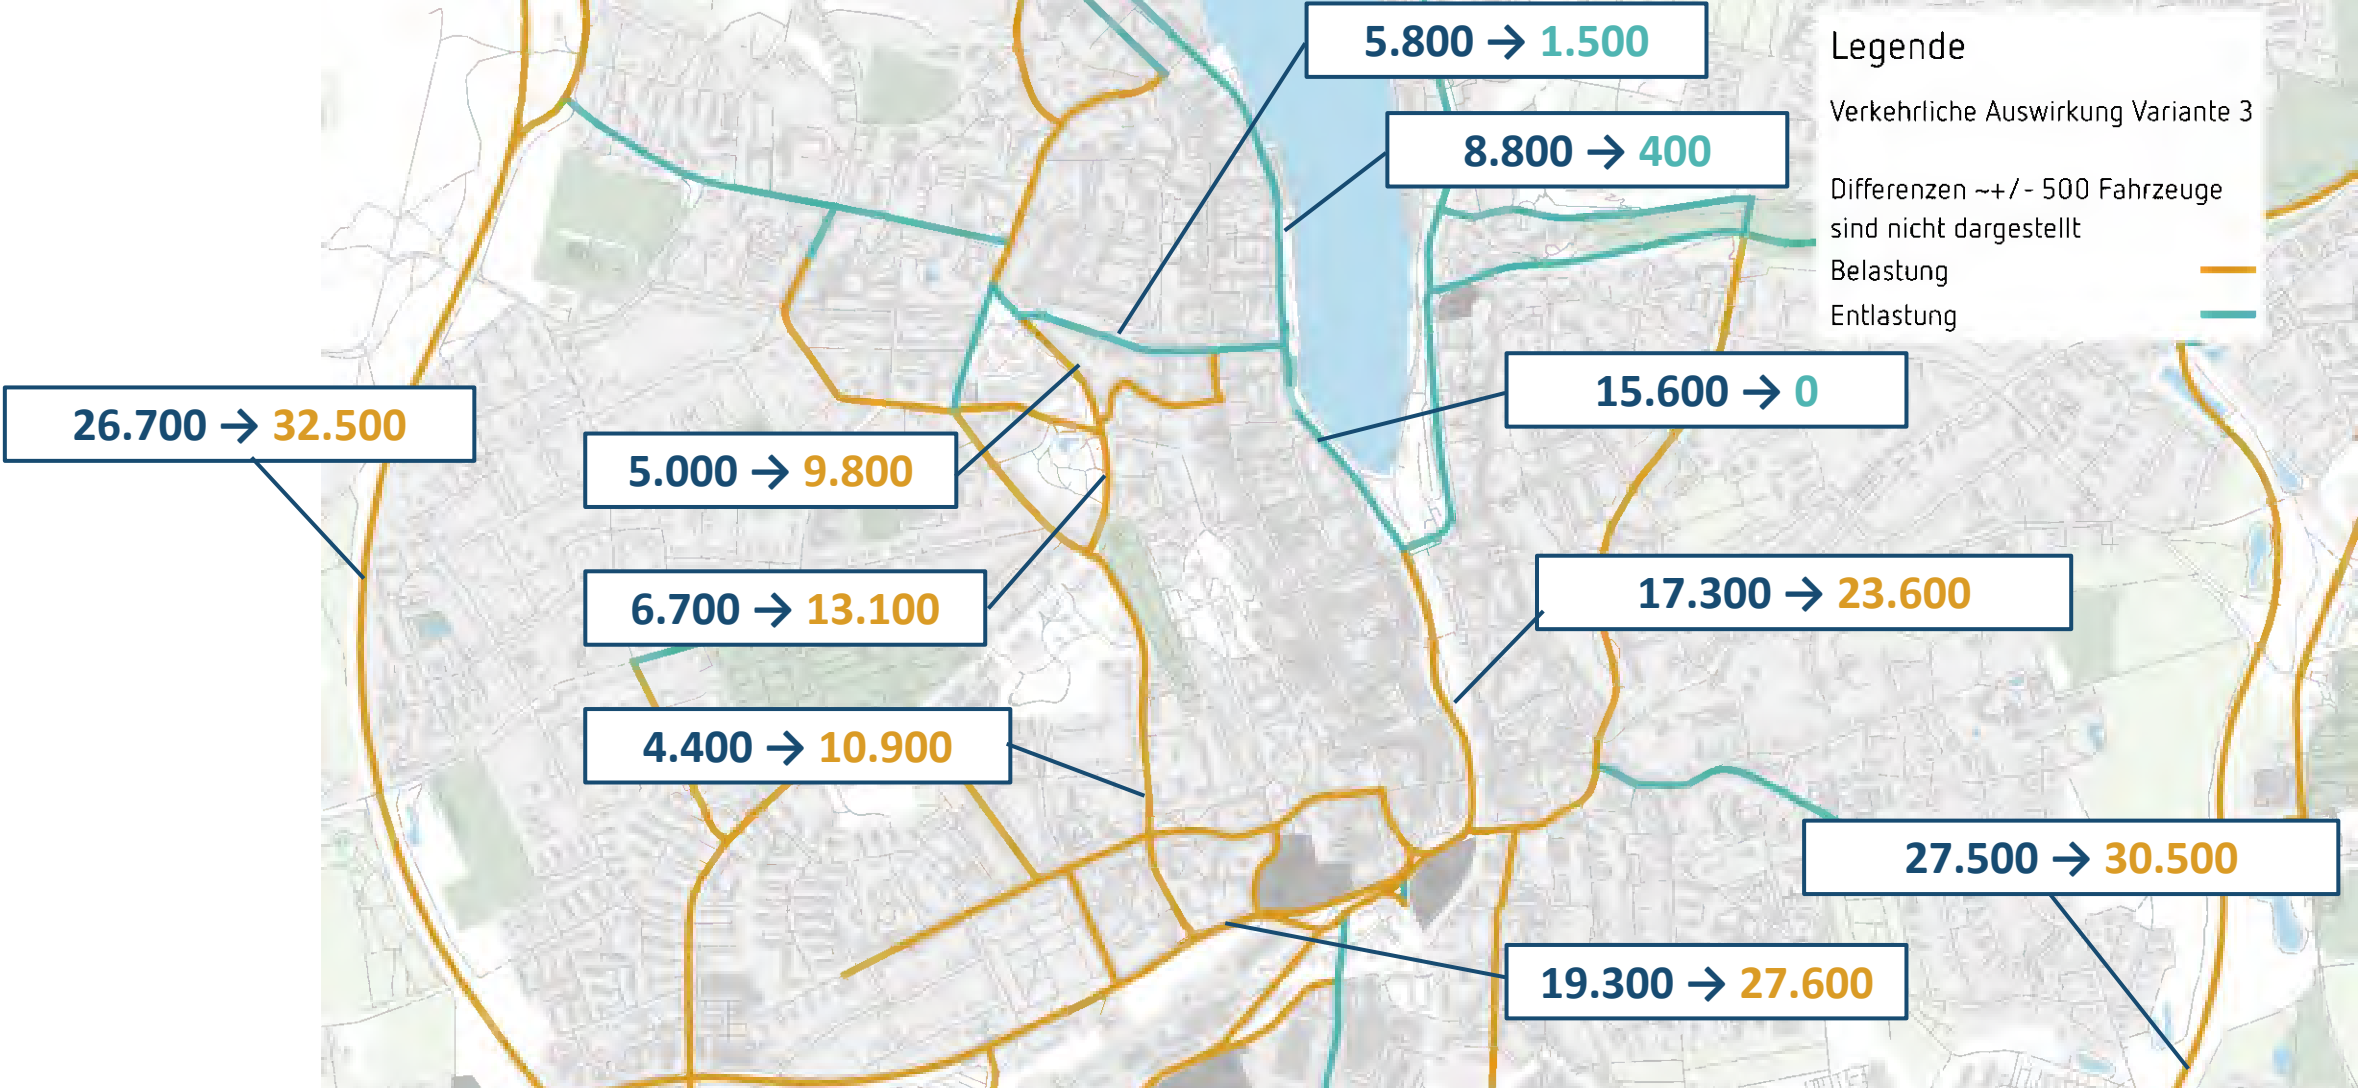 5.800 → 1.500
Legende
Verkehrliche Auswirkung Variante 3
8.800 → 400
Differenzen ~+/- 500 Fahrzeuge
sind nicht dargestellt
Belastung
Entlastung
15.600 → 0
26.700 → 32.500
5.000 → 9.800
6.700 → 13.100
17.300 → 23.600
4.400 → 10.900
27.500 → 30.500
19.300 → 27.600